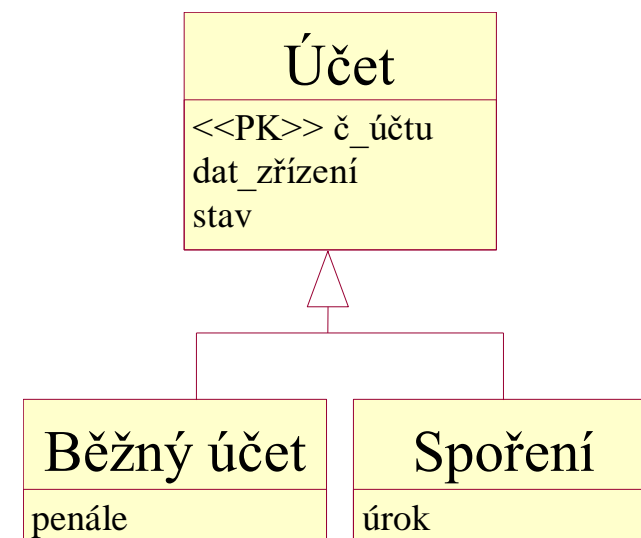 Účet
<<PK>> č_účtu
dat_zřízení
stav
Běžný účet
penále
Spoření
úrok